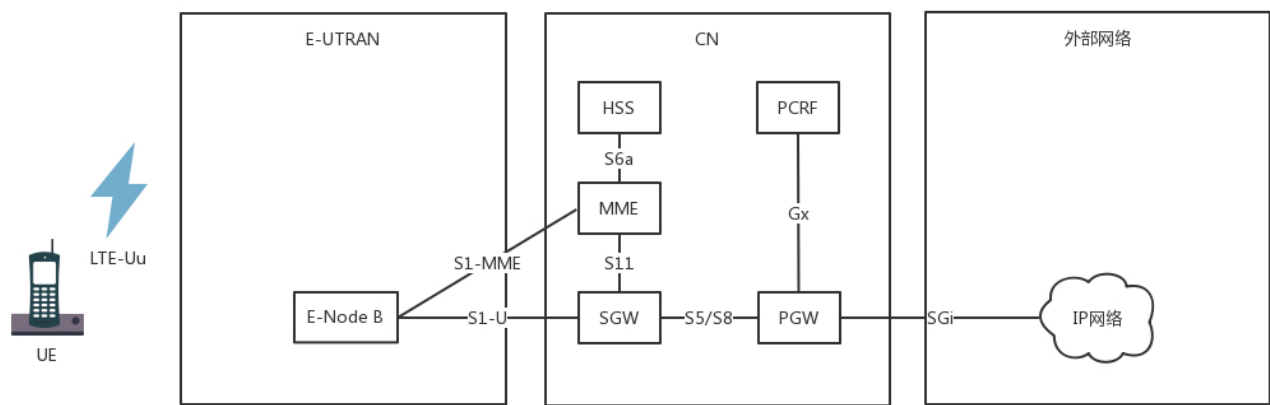 E-UTRAN
CN
外部网络
HSS
PCRF
S6a
MME
Gx
LTE-Uu
S1-MME
S11
E-Node B
S1-U
SGW
S5/S8
PGW
SGi
IP网络
UE